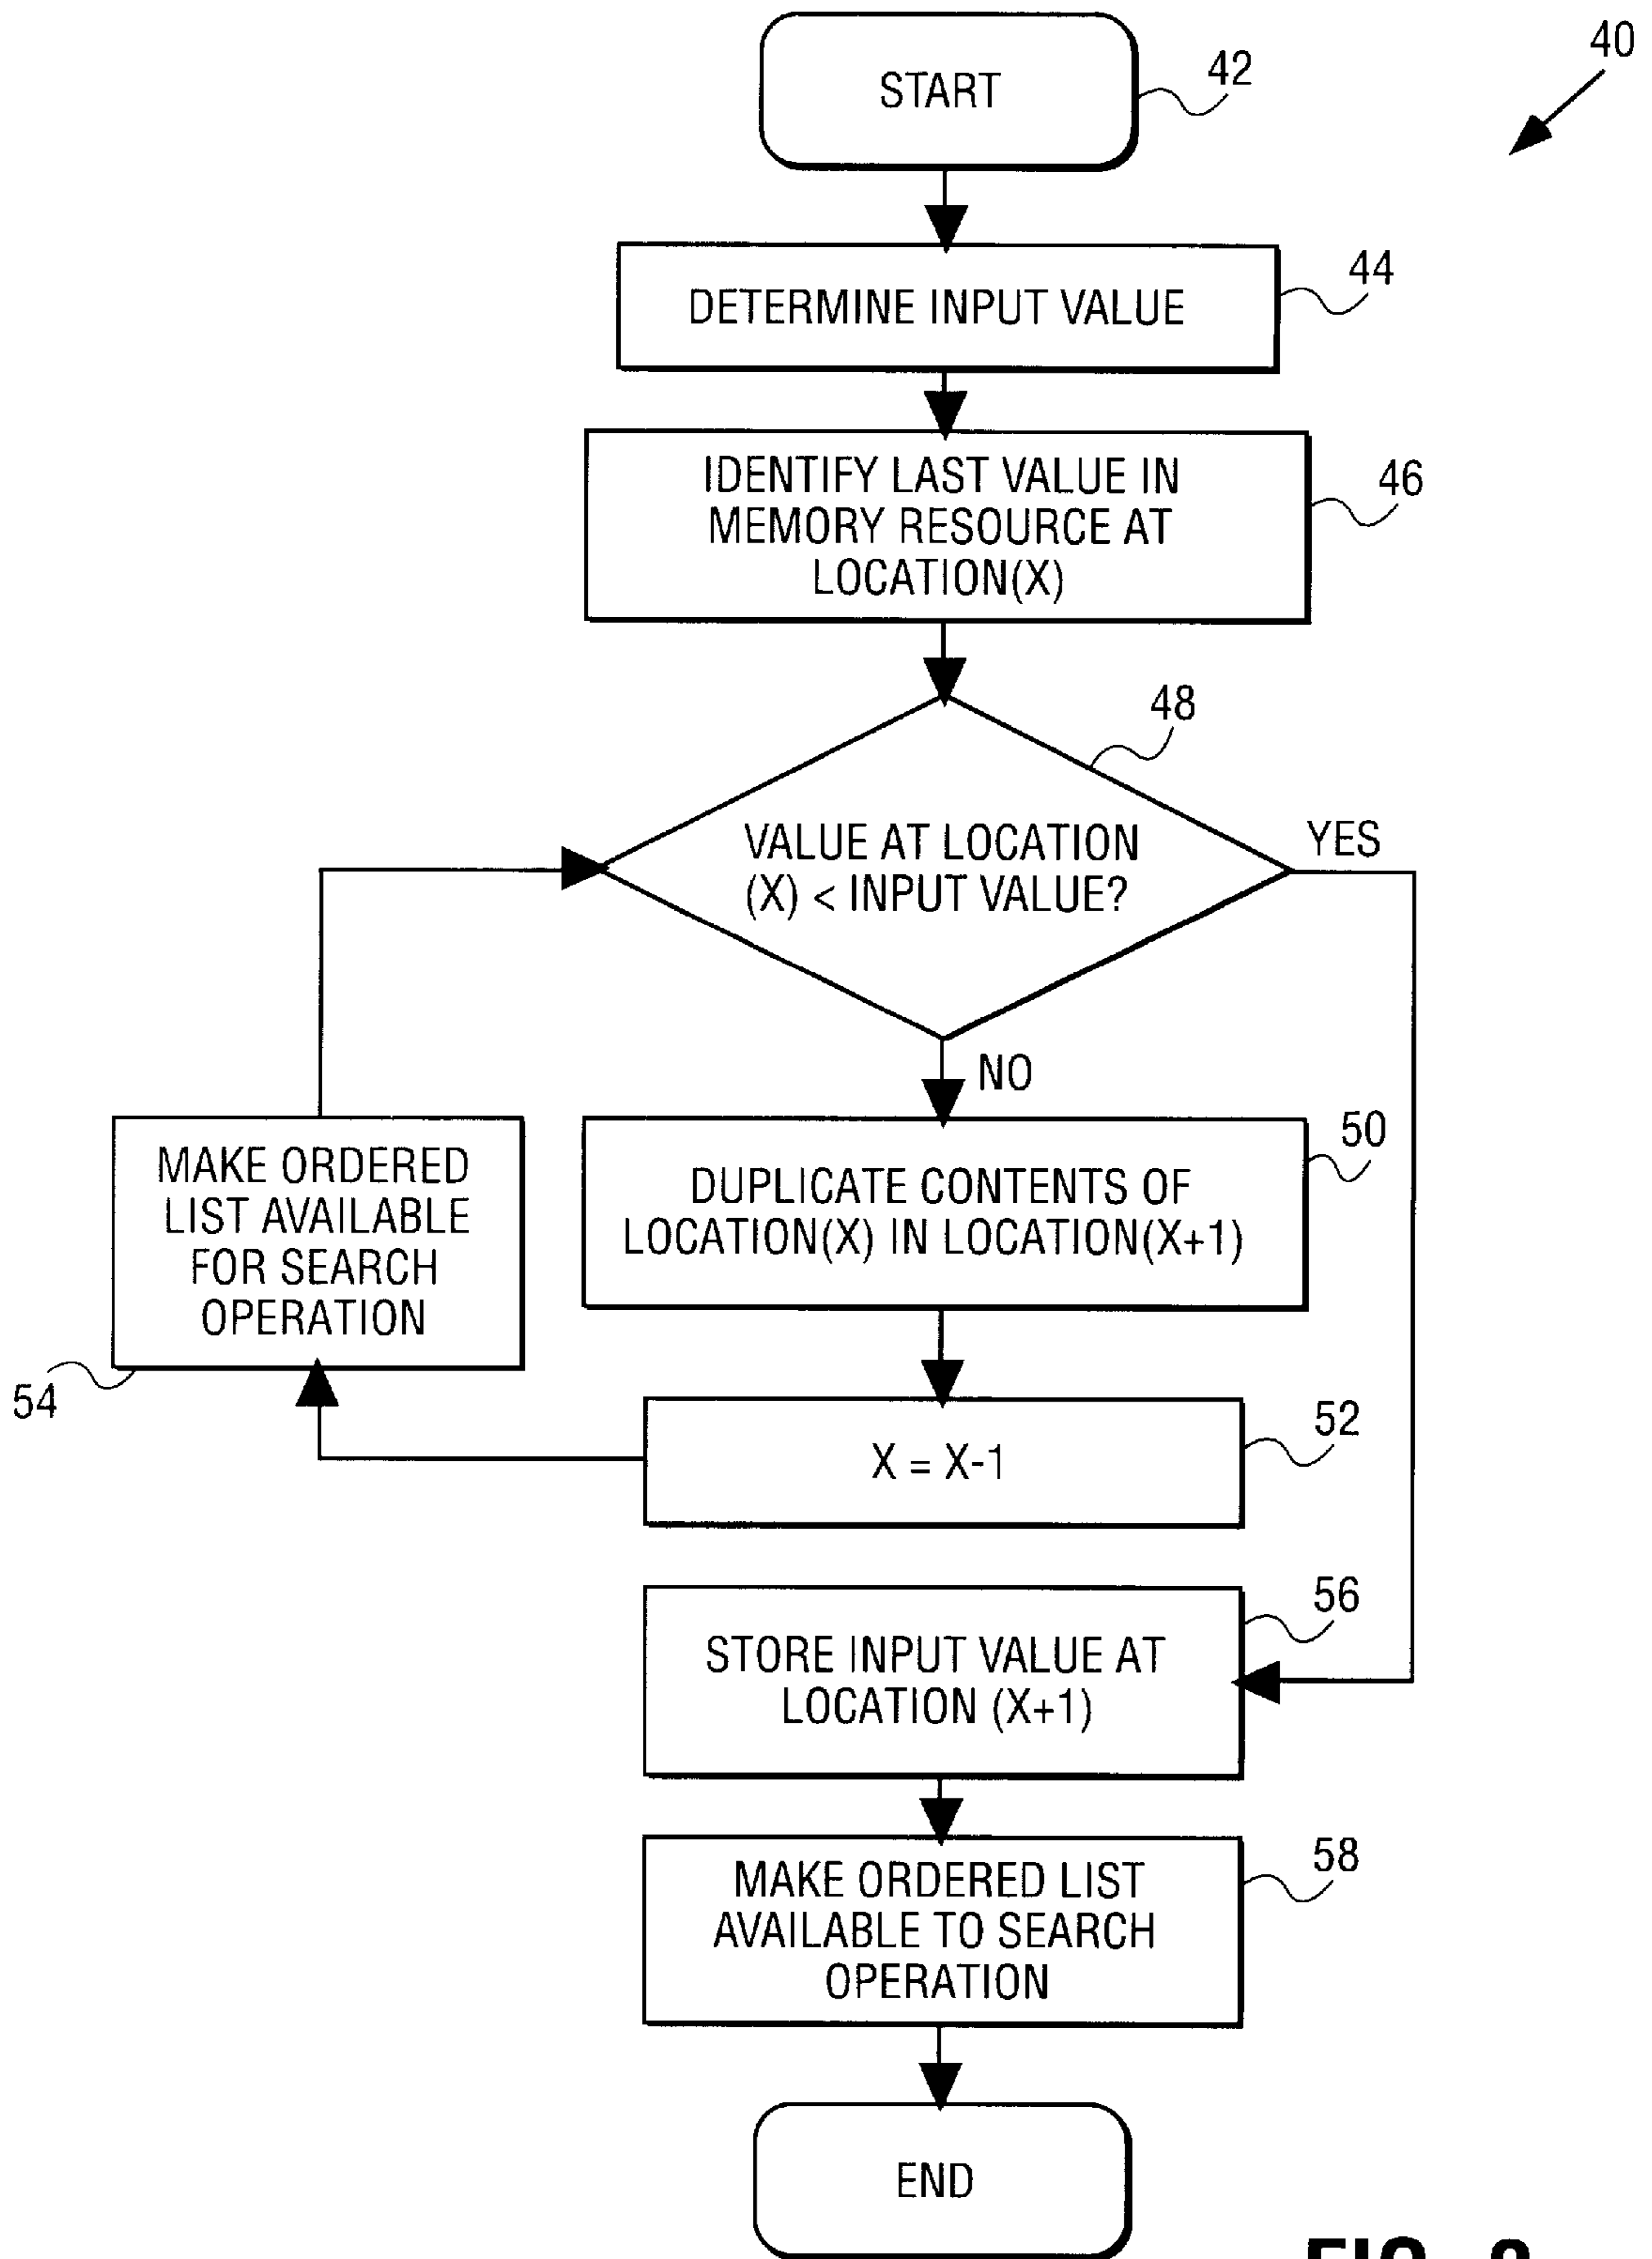 40
START
42
DETERMINE INPUT VALUE
44
IDENTIFY LAST VALUE IN
MEMORY RESOURCE AT
LOCATION(X)
46
48
VALUE AT LOCATION
(X) < INPUT VALUE?
YES
NO
DUPLICATE CONTENTS OF
LOCATION(X) IN LOCATION(X+1)
50
MAKE ORDERED
LIST AVAILABLE
FOR SEARCH
OPERATION
54
X = X-1
52
STORE INPUT VALUE AT
LOCATION (X+1)
56
MAKE ORDERED LIST
AVAILABLE TO SEARCH
OPERATION
58
END
FIG.